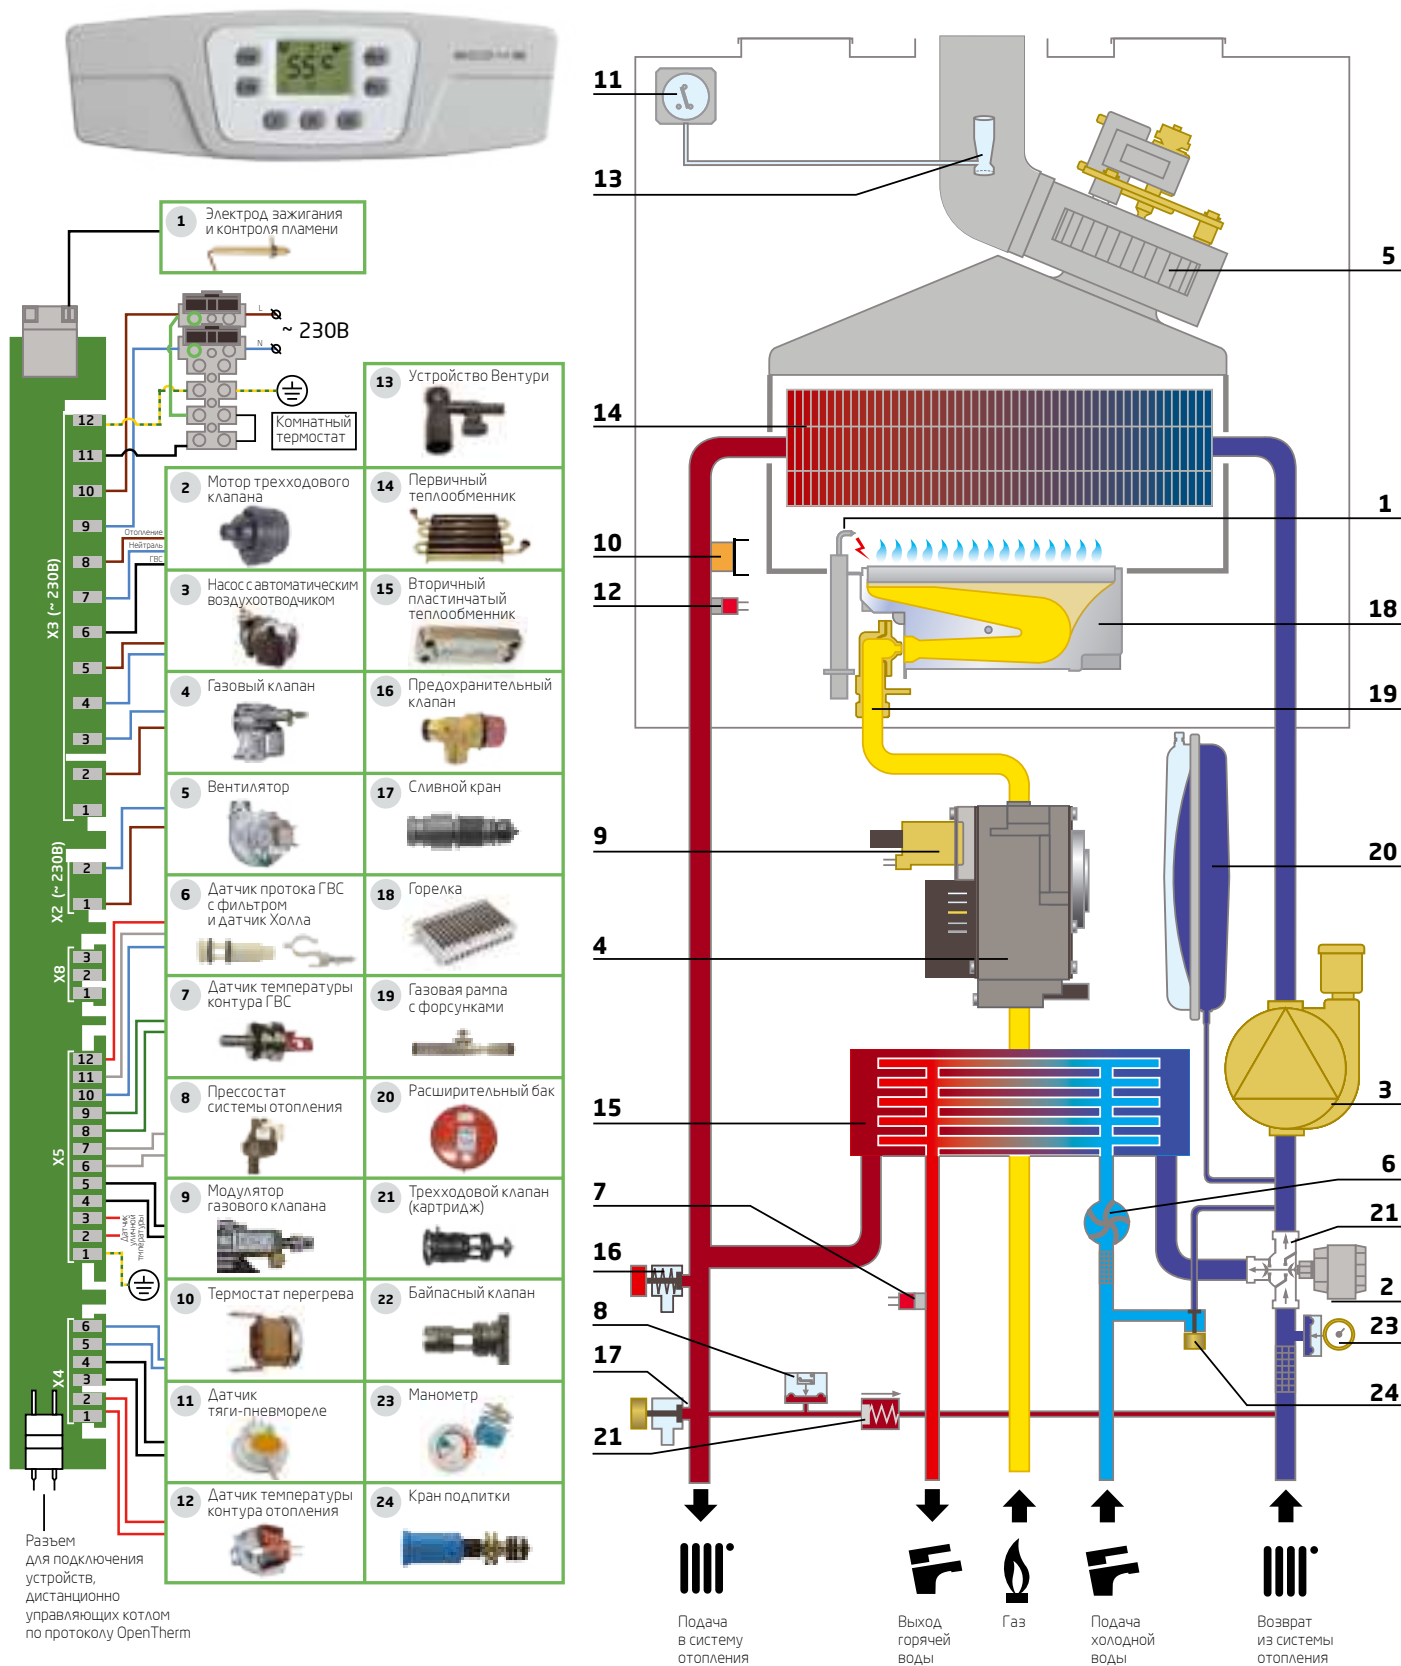 55°c
1
Электрод зажигания
и контроля пламени
L
~ 230В
N
Комнатный
термостат
X3 (~ 230В)
12
11
10
9
8
7
6
5
4
3
2
1
Отопление
Нейтраль
ГВС
X2 (~ 230В)
2
1
X8
3
2
1
X5
12
11
10
9
8
7
6
5
4
3
2
1
Датчик
уличной
температуры
X4
6
5
4
3
2
1
Разъем
для подключения
устройств,
дистанционно
управляющих котлом
по протоколу OpenTherm
13
Устройство Вентури
2
Мотор трехходового
клапана
14
Первичный
теплообменник
3
Насос с автоматическим
воздухоотводчиком
15
Вторичный
пластинчатый
теплообменник
4
Газовый клапан
16
Предохранительный
клапан
5
Вентилятор
17
Сливной кран
6
Датчик протока ГВС
с фильтром
и датчик Холла
18
Горелка
7
Датчик температуры
контура ГВС
19
Газовая рампа
с форсунками
8
Прессостат
системы отопления
20
Расширительный бак
9
Модулятор
газового клапана
21
Трехходовой клапан
(картридж)
10
Термостат перегрева
22
Байпасный клапан
11
Датчик
тяги-пневмореле
23
Манометр
12
Датчик температуры
контура отопления
24
Кран подпитки
11
13
5
14
1
10
12
18
19
9
20
4
15
3
6
7
21
16
2
8
23
17
24
21
Подача
в систему
отопления
Выход
горячей
воды
Газ
Подача
холодной
воды
Возврат
из системы
отопления